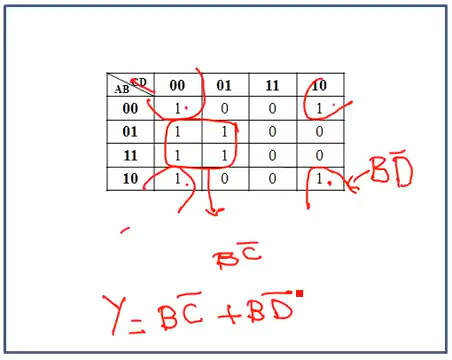 AB CD 00 01 11 10
00 1 0 0 1
01 1 1 0 0
11 1 1 0 0
10 1 0 0 1
BD̅
BC̅
Y = BC̅ + BD̅